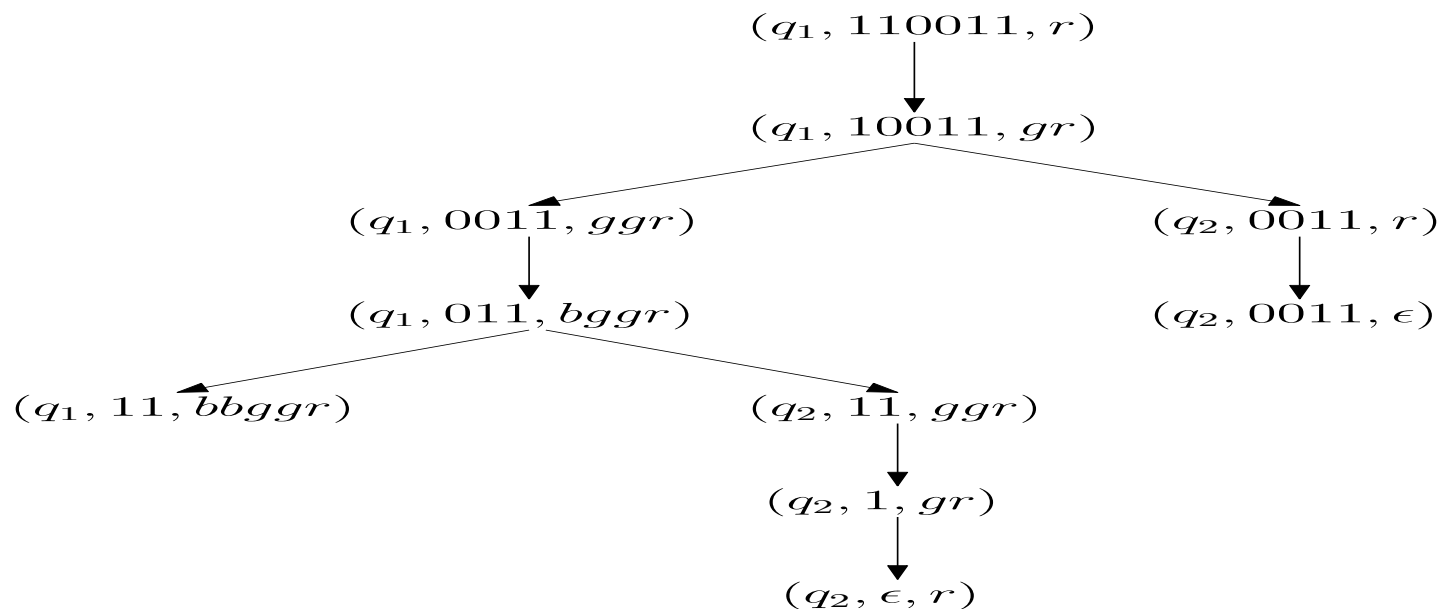 (q₁, 110011, r)
(q₁, 10011, gr)
(q₁, 0011, ggr) (q₂, 0011, r)
(q₁, 011, bggr) (q₂, 0011, ϵ)
(q₁, 11, bbggr) (q₂, 11, ggr)
(q₂, 1, gr)
(q₂, ϵ, r)